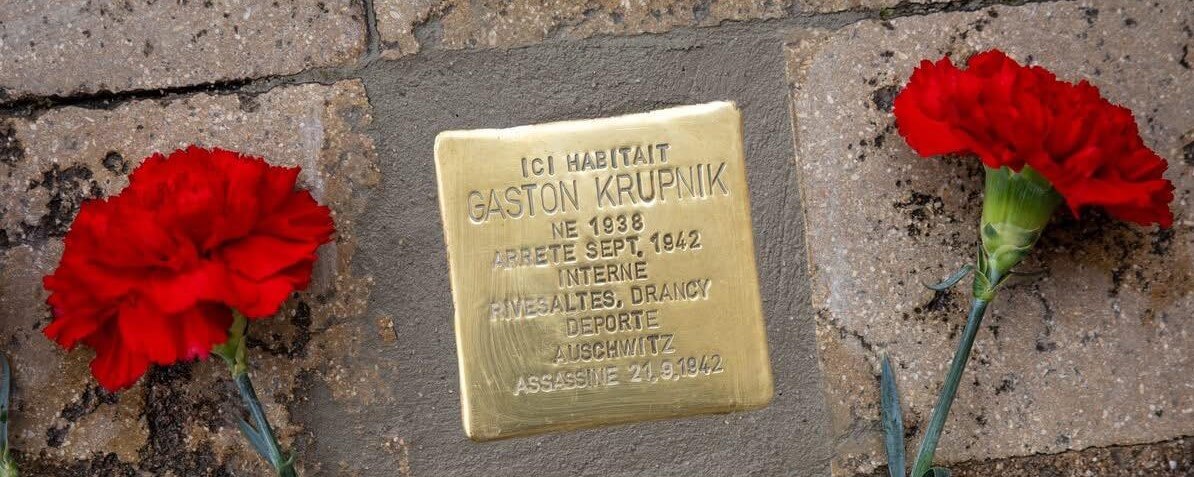 ICI HABITAIT
GASTON KRUPNIK
NE 1938
ARRETE SEPT. 1942
INTERNE
RIVESALTES, DRANCY
DEPORTE
AUSCHWITZ
ASSASSINE 21.9.1942